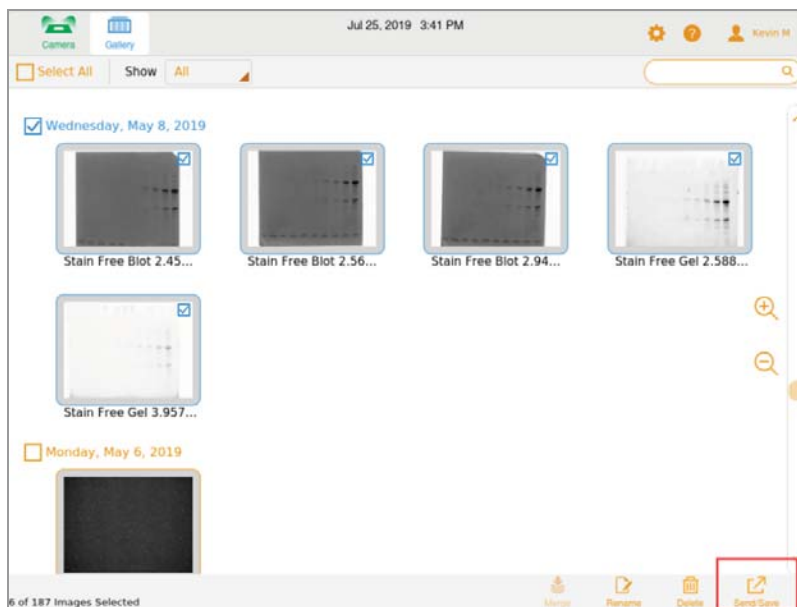 Jul 25, 2019 3:41 PM
Camera
Gallery
Kevin M
Select All
Show
All
Wednesday, May 8, 2019
Stain Free Blot 2.45...
Stain Free Blot 2.56...
Stain Free Blot 2.94...
Stain Free Gel 2.588...
Stain Free Gel 3.957...
Monday, May 6, 2019
6 of 187 Images Selected
Merge
Rename
Delete
Send/Save